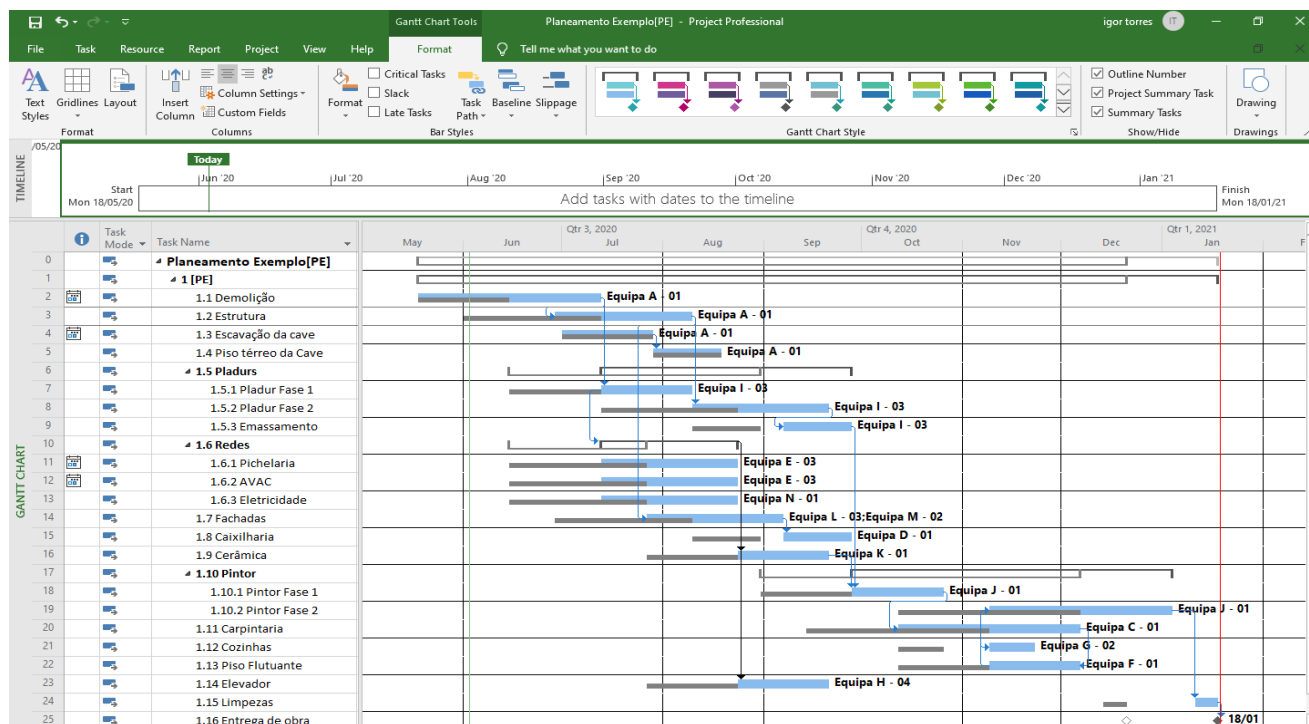 Gantt Chart Tools
Planeamento Exemplo[PE] - Project Professional
igor torres
IT
File Task Resource Report Project View Help Format Tell me what you want to do
Text Styles
Gridlines
Layout
Format
Insert Column
Column Settings
Custom Fields
Columns
Format
Critical Tasks
Slack
Late Tasks
Task Path
Baseline
Slippage
Bar Styles
Gantt Chart Style
Outline Number
Project Summary Task
Summary Tasks
Show/Hide
Drawing
Drawings
TIMELINE
/05/20
Today
Jun '20 Jul '20 Aug '20 Sep '20 Oct '20 Nov '20 Dec '20 Jan '21
Start
Mon 18/05/20
Add tasks with dates to the timeline
Finish
Mon 18/01/21
GANTT CHART
Task Mode
Task Name
Qtr 3, 2020 Qtr 4, 2020 Qtr 1, 2021
May Jun Jul Aug Sep Oct Nov Dec Jan F
0 Planeamento Exemplo[PE]
1 1 [PE]
2 1.1 Demolição Equipa A - 01
3 1.2 Estrutura Equipa A - 01
4 1.3 Escavação da cave Equipa A - 01
5 1.4 Piso térreo da Cave Equipa A - 01
6 1.5 Pladurs
7 1.5.1 Pladur Fase 1 Equipa I - 03
8 1.5.2 Pladur Fase 2 Equipa I - 03
9 1.5.3 Emassamento Equipa I - 03
10 1.6 Redes
11 1.6.1 Pichelaria Equipa E - 03
12 1.6.2 AVAC Equipa E - 03
13 1.6.3 Eletricidade Equipa N - 01
14 1.7 Fachadas Equipa L - 03;Equipa M - 02
15 1.8 Caixilharia Equipa D - 01
16 1.9 Cerâmica Equipa K - 01
17 1.10 Pintor
18 1.10.1 Pintor Fase 1 Equipa J - 01
19 1.10.2 Pintor Fase 2 Equipa J - 01
20 1.11 Carpintaria Equipa C - 01
21 1.12 Cozinhas Equipa G - 02
22 1.13 Piso Flutuante Equipa F - 01
23 1.14 Elevador Equipa H - 04
24 1.15 Limpezas
25 1.16 Entrega de obra 18/01